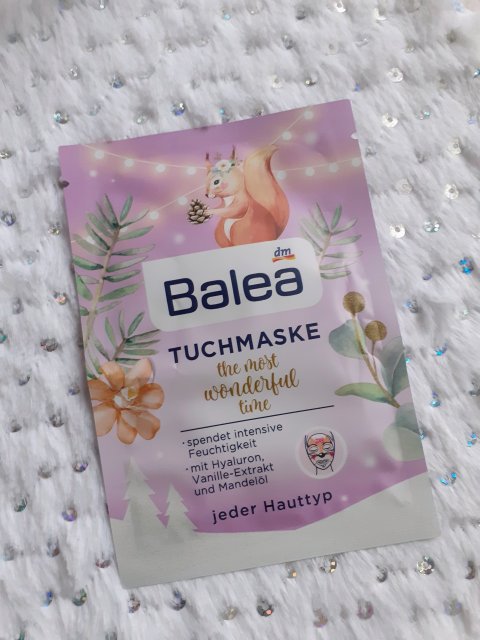 dm
Balea
TUCHMASKE
the most
wonderful
time
· spendet intensive
Feuchtigkeit
· mit Hyaluron,
Vanille-Extrakt
und Mandelöl
jeder Hauttyp